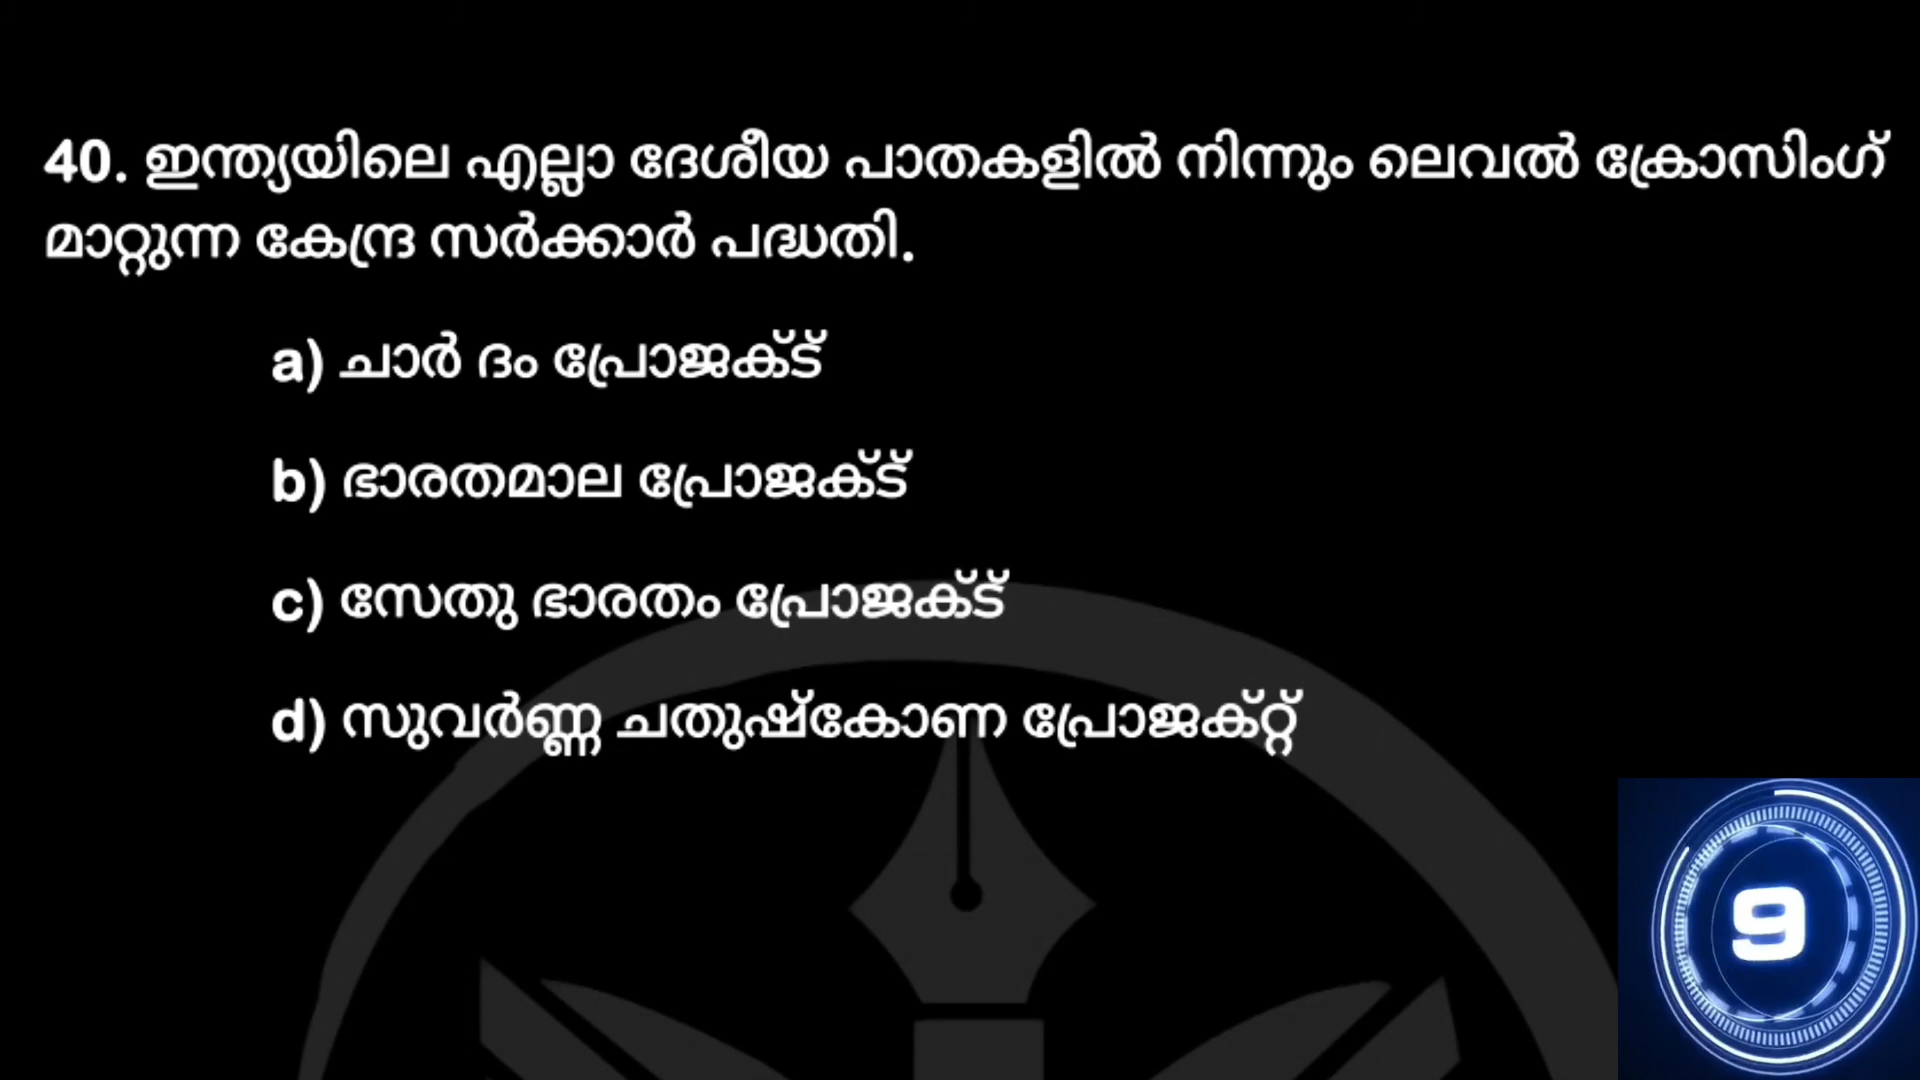 40. ഇന്ത്യയിലെ എല്ലാ ദേശീയ പാതകളിൽ നിന്നും ലെവൽ ക്രോസിംഗ്
മാറ്റുന്ന കേന്ദ്ര സർക്കാർ പദ്ധതി.
a) ചാർ ദം പ്രോജക്ട്
b) ഭാരതമാല പ്രോജക്ട്
c) സേതു ഭാരതം പ്രോജക്ട്
d) സുവർണ്ണ ചതുഷ്കോണ പ്രോജക്റ്റ്
9